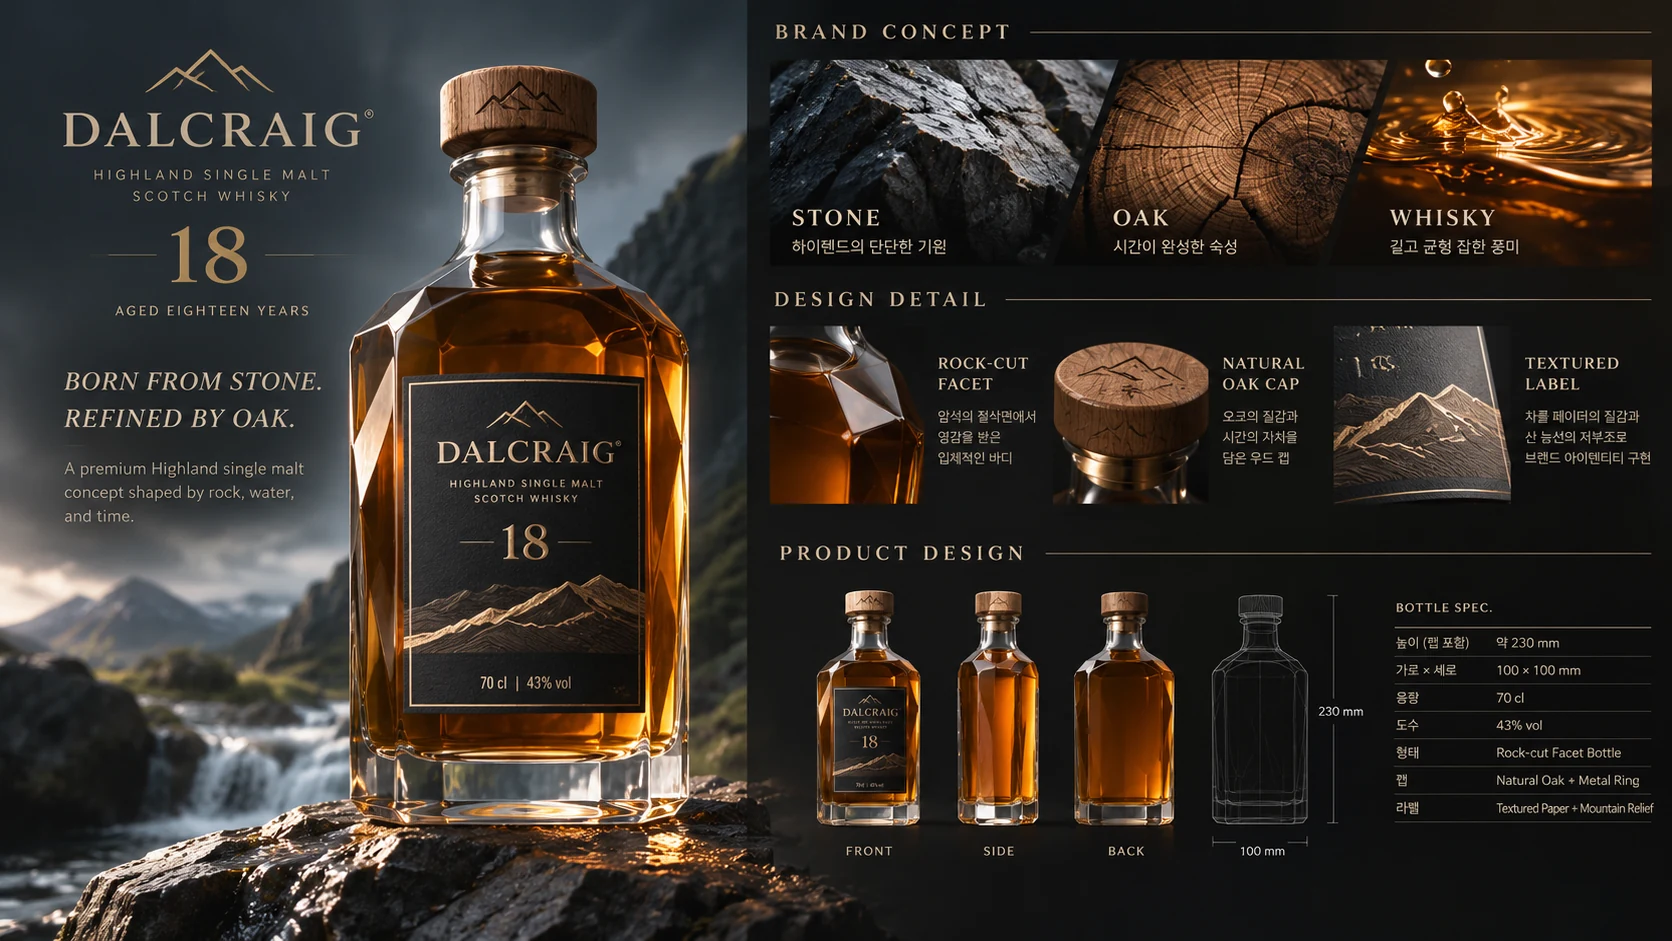 DALCRAIG®
HIGHLAND SINGLE MALT
SCOTCH WHISKY
18
AGED EIGHTEEN YEARS
BORN FROM STONE.
REFINED BY OAK.
A premium Highland single malt
concept shaped by rock, water,
and time.
DALCRAIG®
HIGHLAND SINGLE MALT
SCOTCH WHISKY
18
70 cl | 43% vol
BRAND CONCEPT
STONE
하이텐드의 단단한 기원
OAK
시간이 완성한 숙성
WHISKY
길고 균형 잡한 풍미
DESIGN DETAIL
ROCK-CUT
FACET
암석의 절삭면에서
영감을 받은
입체적인 바디
NATURAL
OAK CAP
오크의 질감과
시간의 자처을
담은 우드 캡
TEXTURED
LABEL
차콜 페이터의 질감과
산 능선의 저부조로
브랜드 아이텐티티 구현
PRODUCT DESIGN
DALCRAIG
18
70cl | 43% vol
FRONT
SIDE
BACK
230 mm
100 mm
BOTTLE SPEC.
높이 (캡 포함) 약 230 mm
가로 × 세로 100 × 100 mm
용량 70 cl
도수 43% vol
형태 Rock-cut Facet Bottle
캡 Natural Oak + Metal Ring
라벨 Textured Paper + Mountain Relief